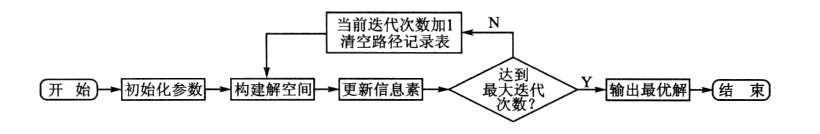 当前迭代次数加1
清空路径记录表
N
开 始
初始化参数
构建解空间
更新信息素
达到
最大迭代
次数?
Y
输出最优解
结 束